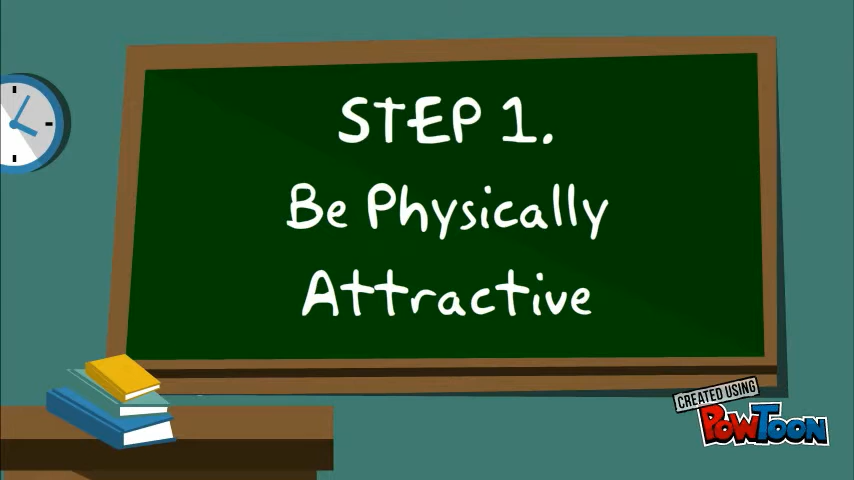 STEP 1.
Be Physically
Attractive
CREATED USING
POWTOON